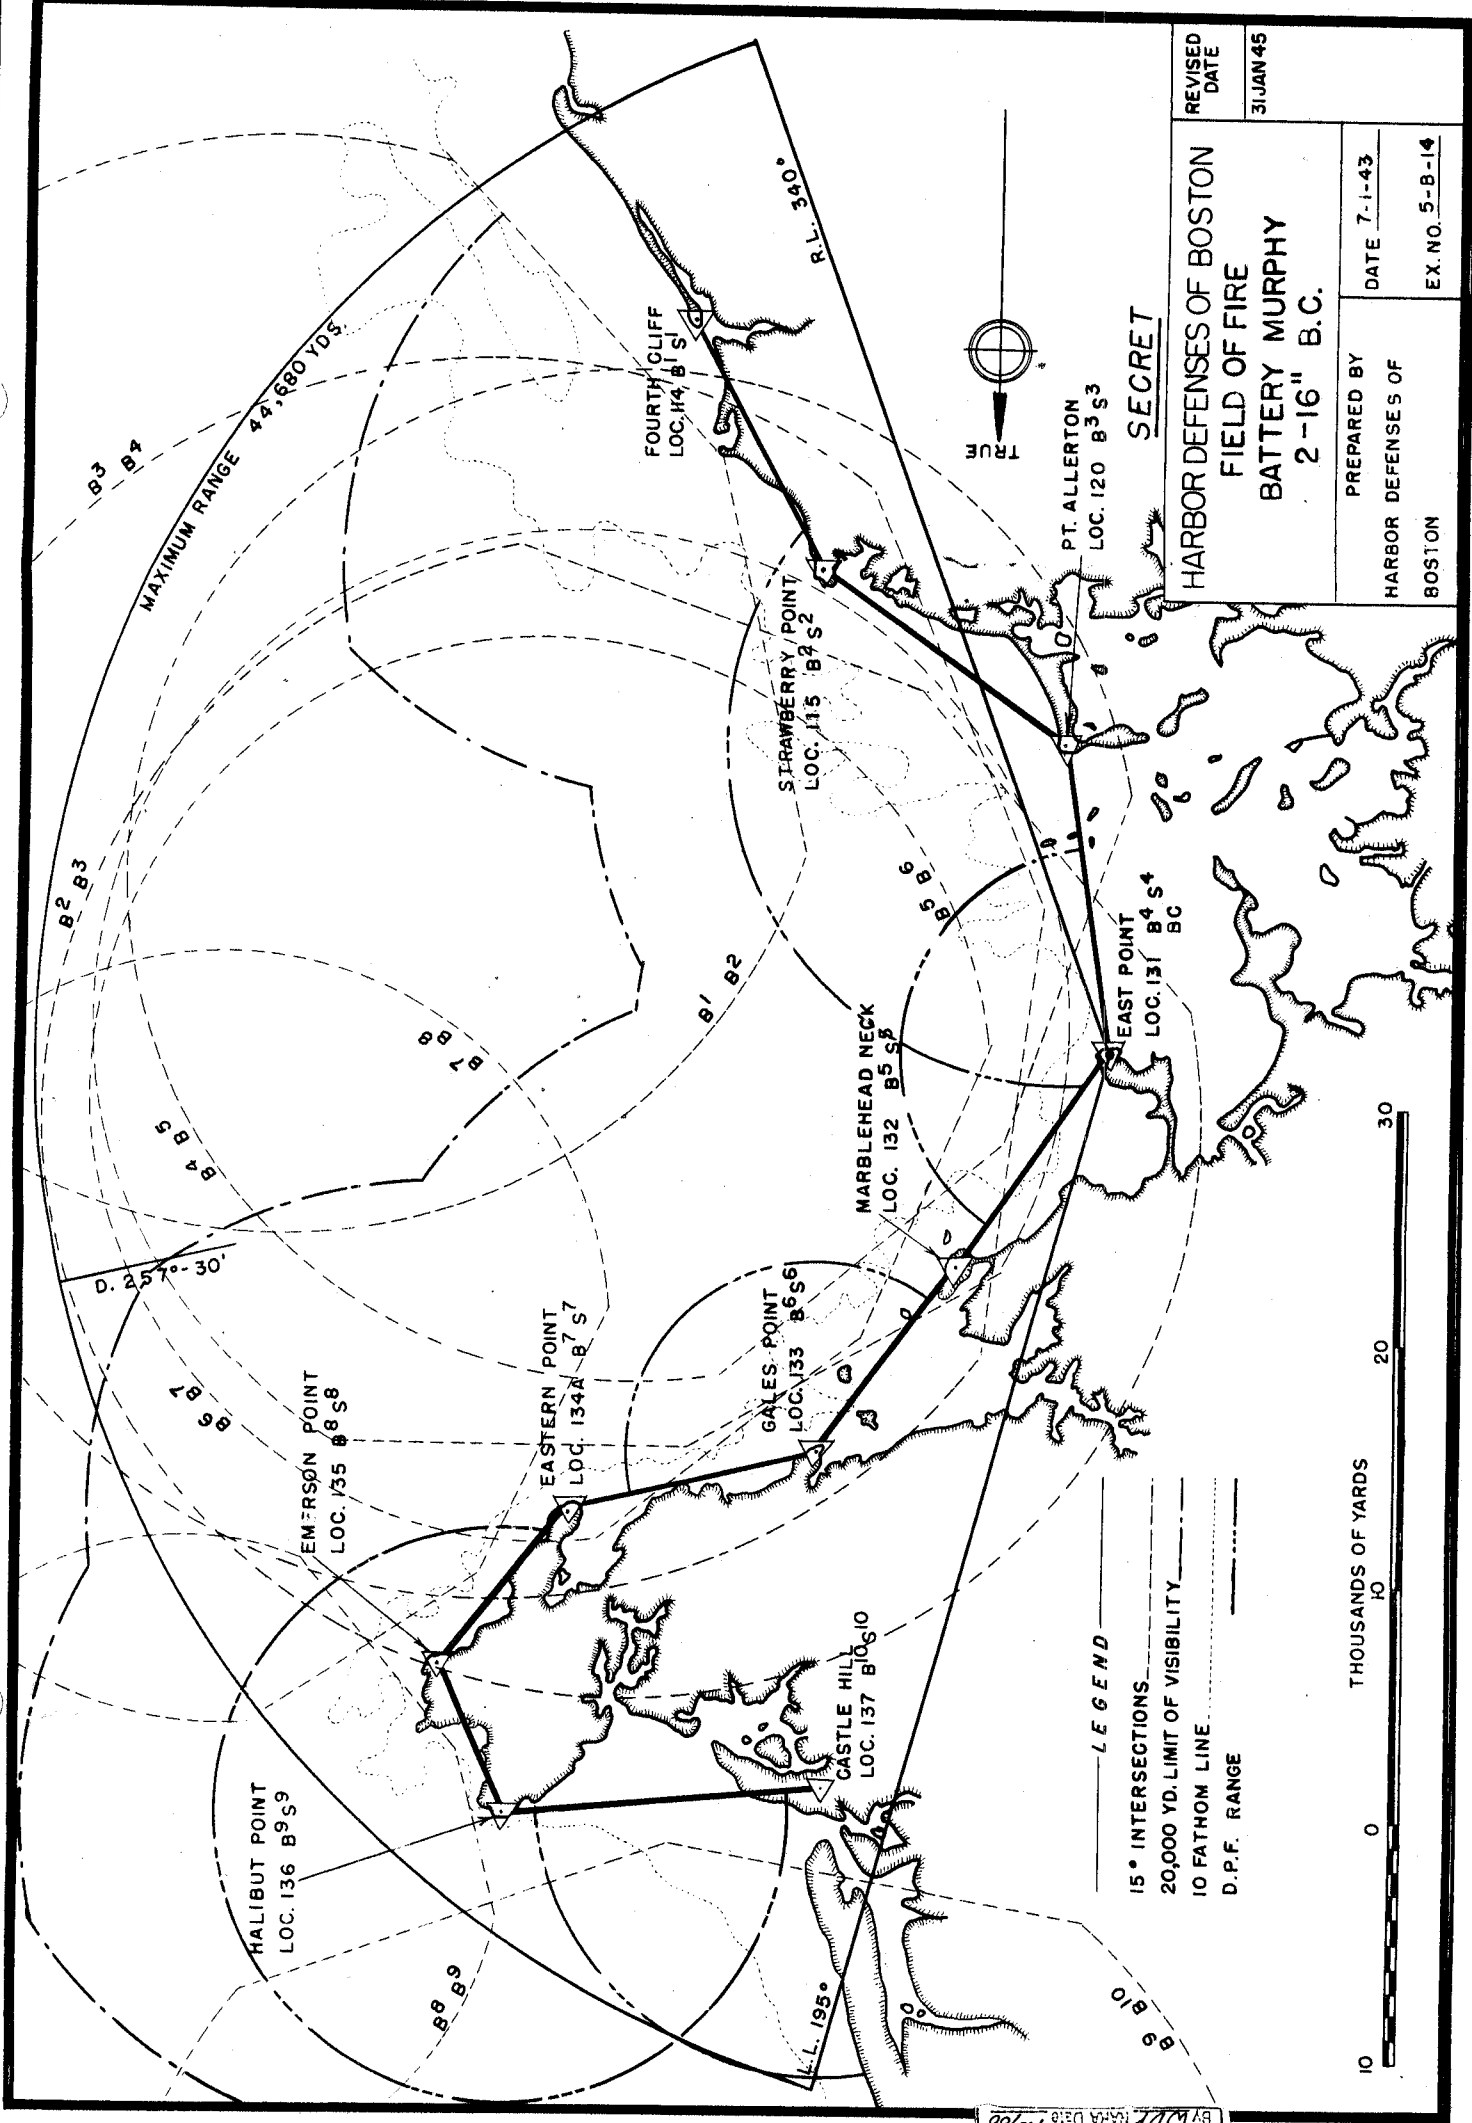 HARBOR DEFENSES OF BOSTON
FIELD OF FIRE
BATTERY MURPHY
2-16" B.C.
REVISED
DATE
31 JAN 45
PREPARED BY
HARBOR DEFENSES OF
BOSTON
DATE 7-1-43
EX. NO. 5-B-14
SECRET
TRUE
MAXIMUM RANGE 44,680 YDS.
R.L. 340°
L.L. 195°
D. 257°-30'
FOURTH CLIFF
LOC. 114 B¹ S¹
STRAWBERRY POINT
LOC. 115 B² S²
PT. ALLERTON
LOC. 120 B³ S³
EAST POINT
LOC. 131 B⁴ S⁴
BC
MARBLEHEAD NECK
LOC. 132 B⁵ S⁵
GALES POINT
LOC. 133 B⁶ S⁶
EASTERN POINT
LOC. 134A B⁷ S⁷
EMERSON POINT
LOC. 135 B⁸ S⁸
HALIBUT POINT
LOC. 136 B⁹ S⁹
CASTLE HILL
LOC. 137 B¹⁰ S¹⁰
B³ B⁴
B² B³
B¹ B²
B5 B6
B7 B8
B4 B5
B6 B7
B⁸ B⁹
B9 B10
LEGEND
15° INTERSECTIONS
20,000 YD. LIMIT OF VISIBILITY
10 FATHOM LINE
D.P.F. RANGE
THOUSANDS OF YARDS
10 0 10 20 30